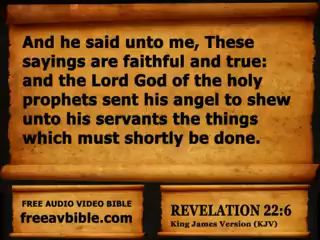 And he said unto me, These
sayings are faithful and true:
and the Lord God of the holy
prophets sent his angel to shew
unto his servants the things
which must shortly be done.
FREE AUDIO VIDEO BIBLE
freeavbible.com
REVELATION 22:6
King James Version (KJV)